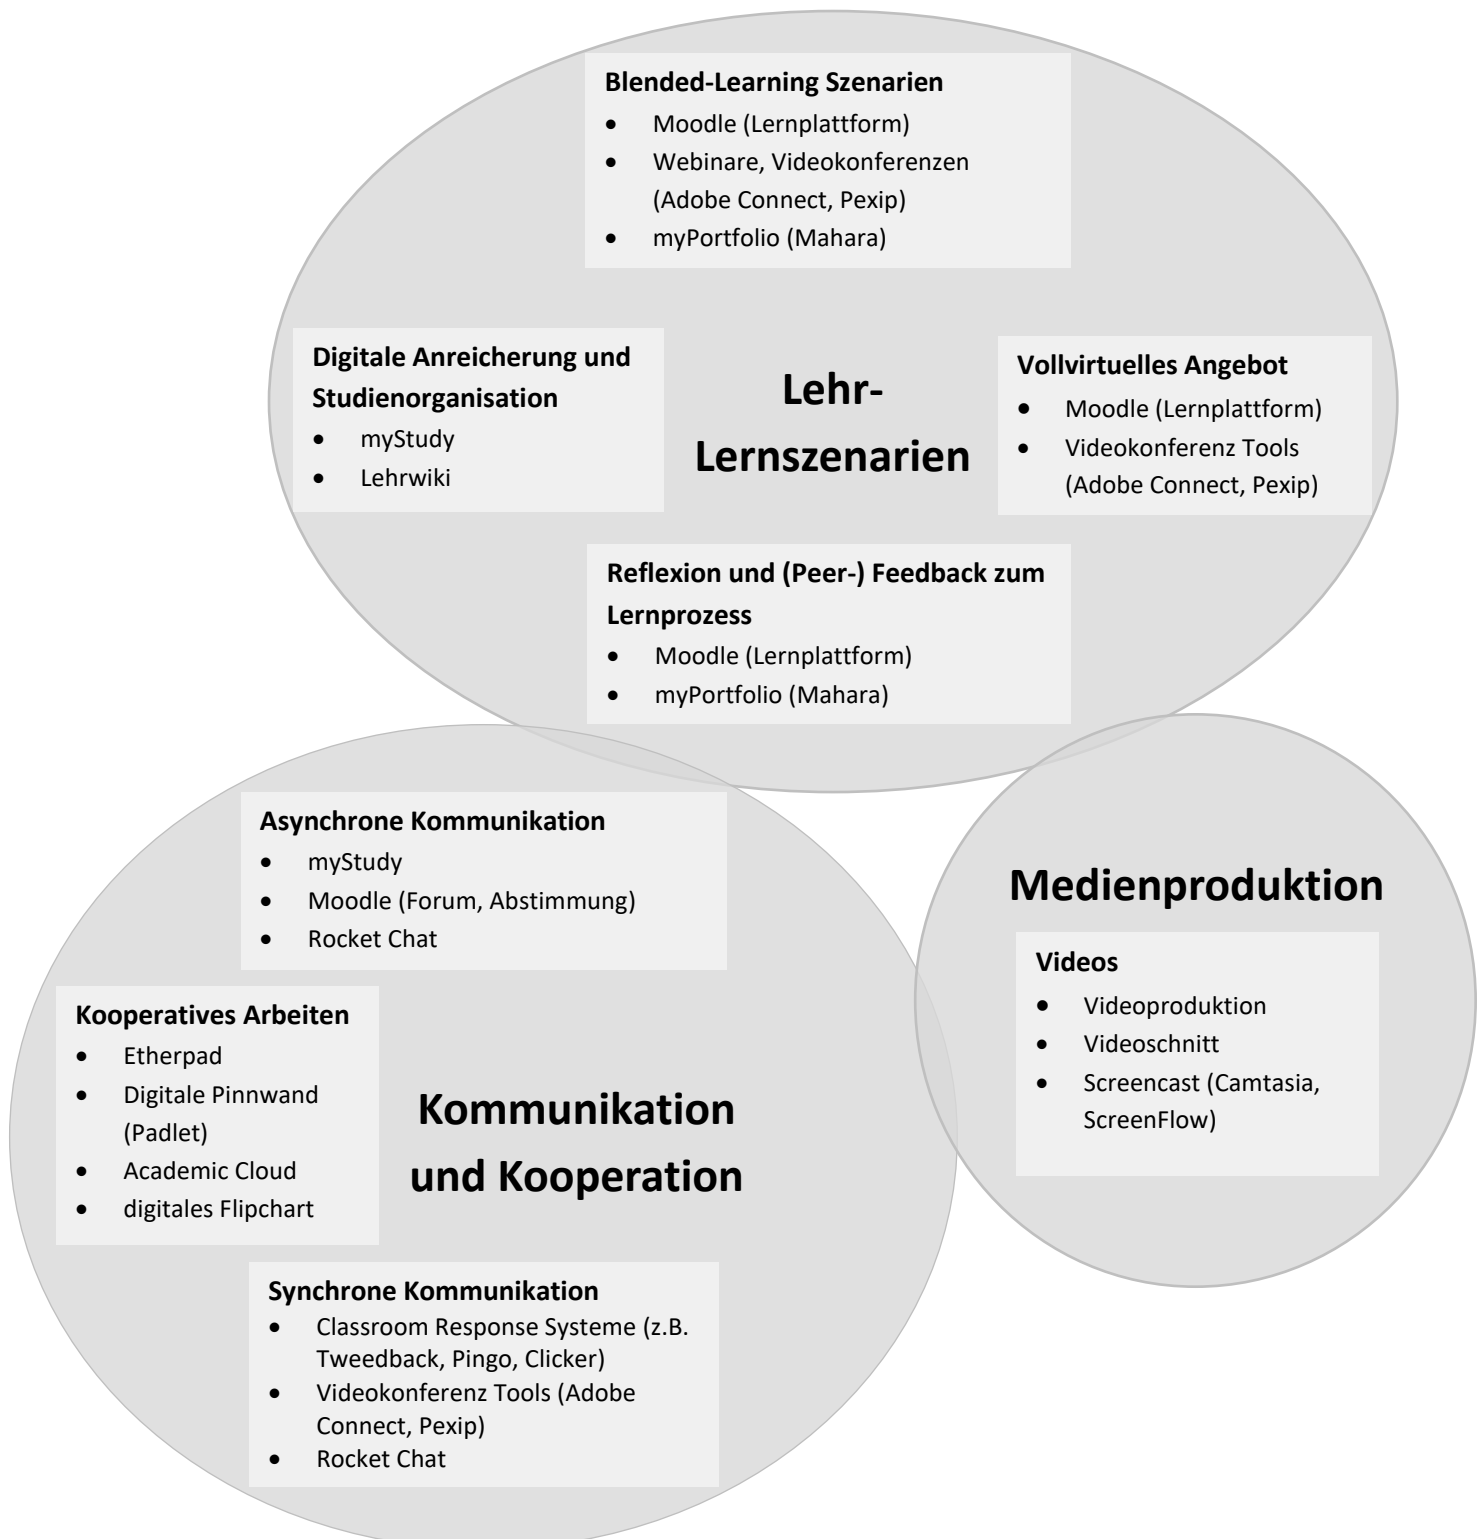 Blended-Learning Szenarien
• Moodle (Lernplattform)
• Webinare, Videokonferenzen
(Adobe Connect, Pexip)
• myPortfolio (Mahara)
Digitale Anreicherung und
Studienorganisation
• myStudy
• Lehrwiki
Lehr-
Lernszenarien
Vollvirtuelles Angebot
• Moodle (Lernplattform)
• Videokonferenz Tools
(Adobe Connect, Pexip)
Reflexion und (Peer-) Feedback zum
Lernprozess
• Moodle (Lernplattform)
• myPortfolio (Mahara)
Asynchrone Kommunikation
• myStudy
• Moodle (Forum, Abstimmung)
• Rocket Chat
Kooperatives Arbeiten
• Etherpad
• Digitale Pinnwand
(Padlet)
• Academic Cloud
• digitales Flipchart
Kommunikation
und Kooperation
Synchrone Kommunikation
• Classroom Response Systeme (z.B.
Tweedback, Pingo, Clicker)
• Videokonferenz Tools (Adobe
Connect, Pexip)
• Rocket Chat
Medienproduktion
Videos
• Videoproduktion
• Videoschnitt
• Screencast (Camtasia,
ScreenFlow)